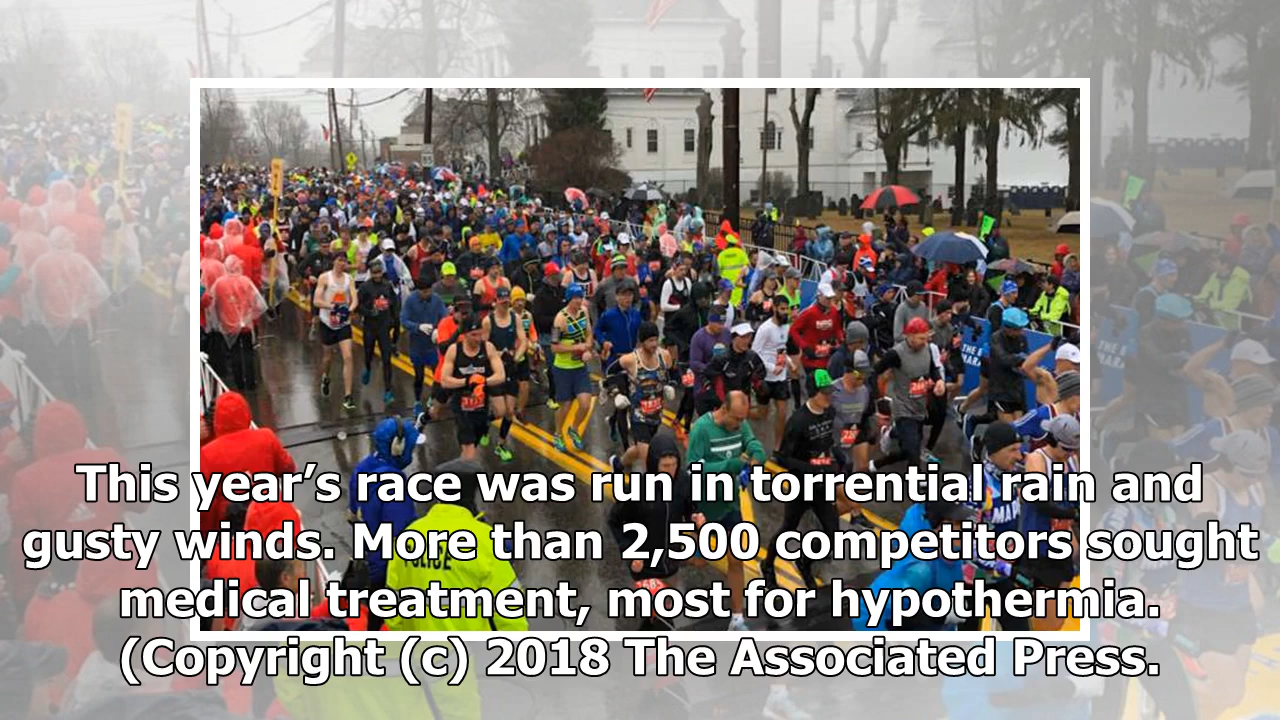 This year’s race was run in torrential rain and
gusty winds. More than 2,500 competitors sought
medical treatment, most for hypothermia.
(Copyright (c) 2018 The Associated Press.
POLICE